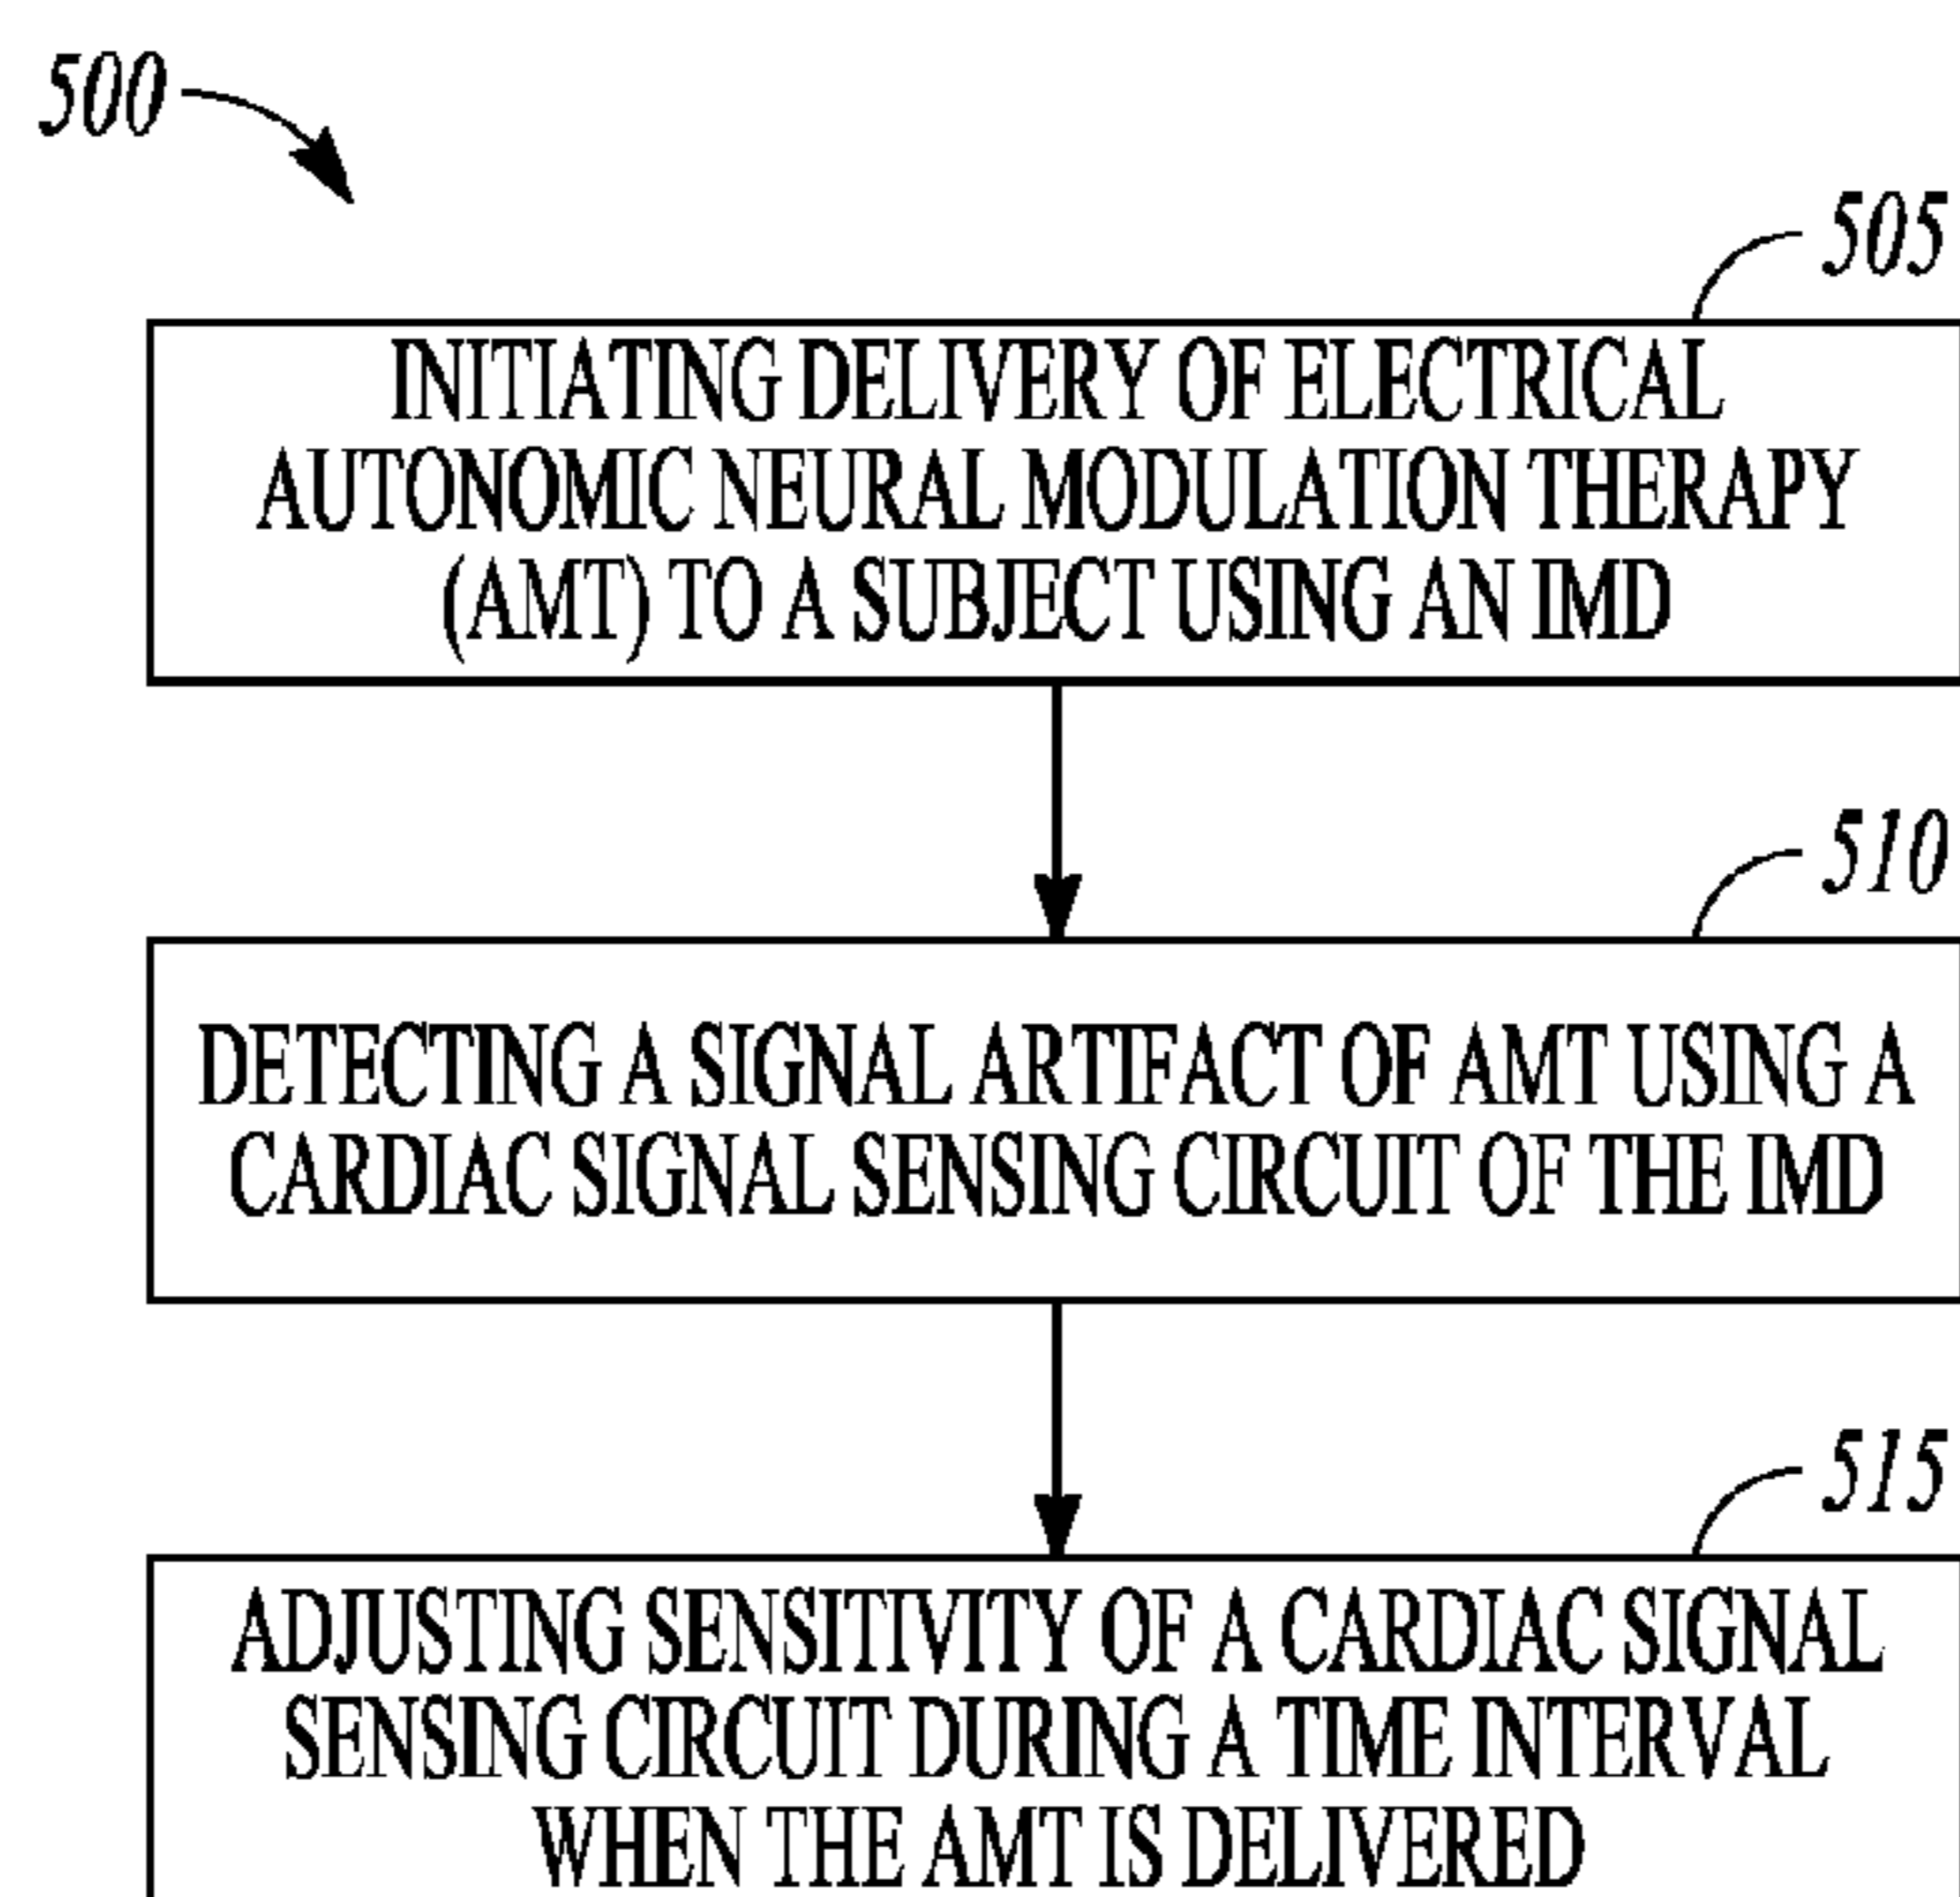 500
505
INITIATING DELIVERY OF ELECTRICAL
AUTONOMIC NEURAL MODULATION THERAPY
(AMT) TO A SUBJECT USING AN IMD
510
DETECTING A SIGNAL ARTIFACT OF AMT USING A
CARDIAC SIGNAL SENSING CIRCUIT OF THE IMD
515
ADJUSTING SENSITIVITY OF A CARDIAC SIGNAL
SENSING CIRCUIT DURING A TIME INTERVAL
WHEN THE AMT IS DELIVERED